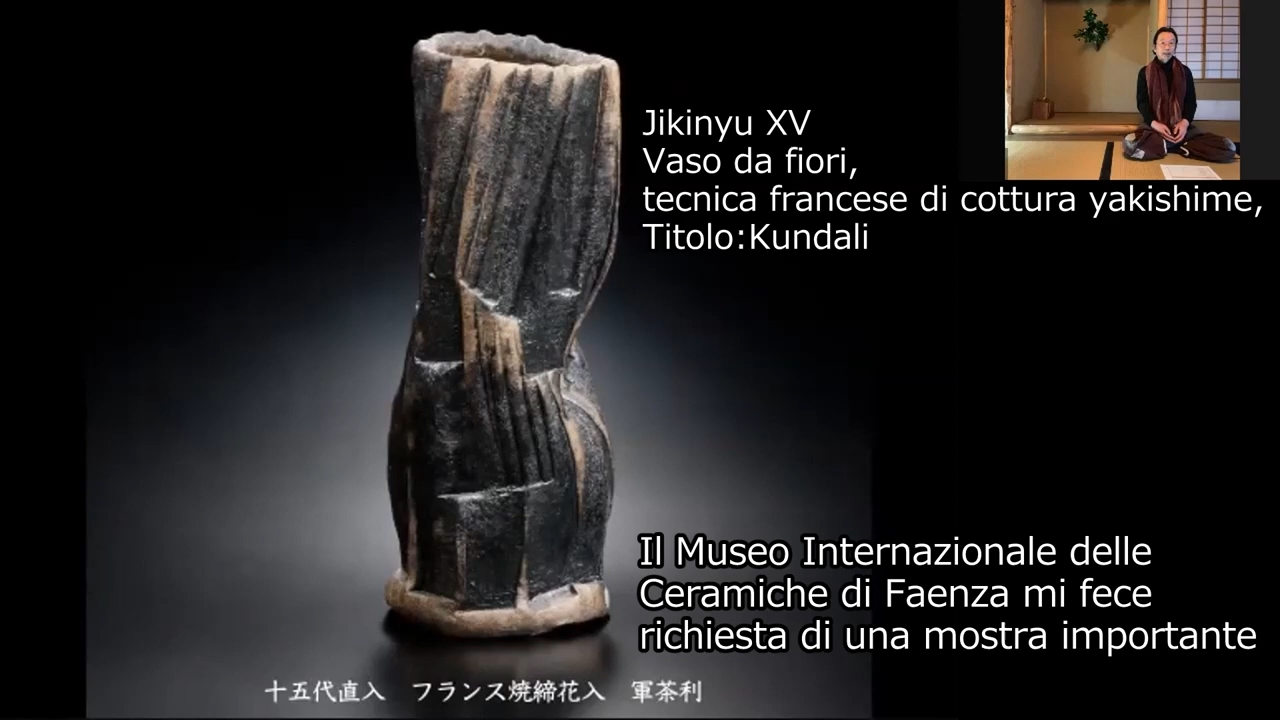 Jikinyu XV
Vaso da fiori,
tecnica francese di cottura yakishime,
Titolo:Kundali
Il Museo Internazionale delle
Ceramiche di Faenza mi fece
richiesta di una mostra importante
十五代直入　フランス焼締花入　軍荼利